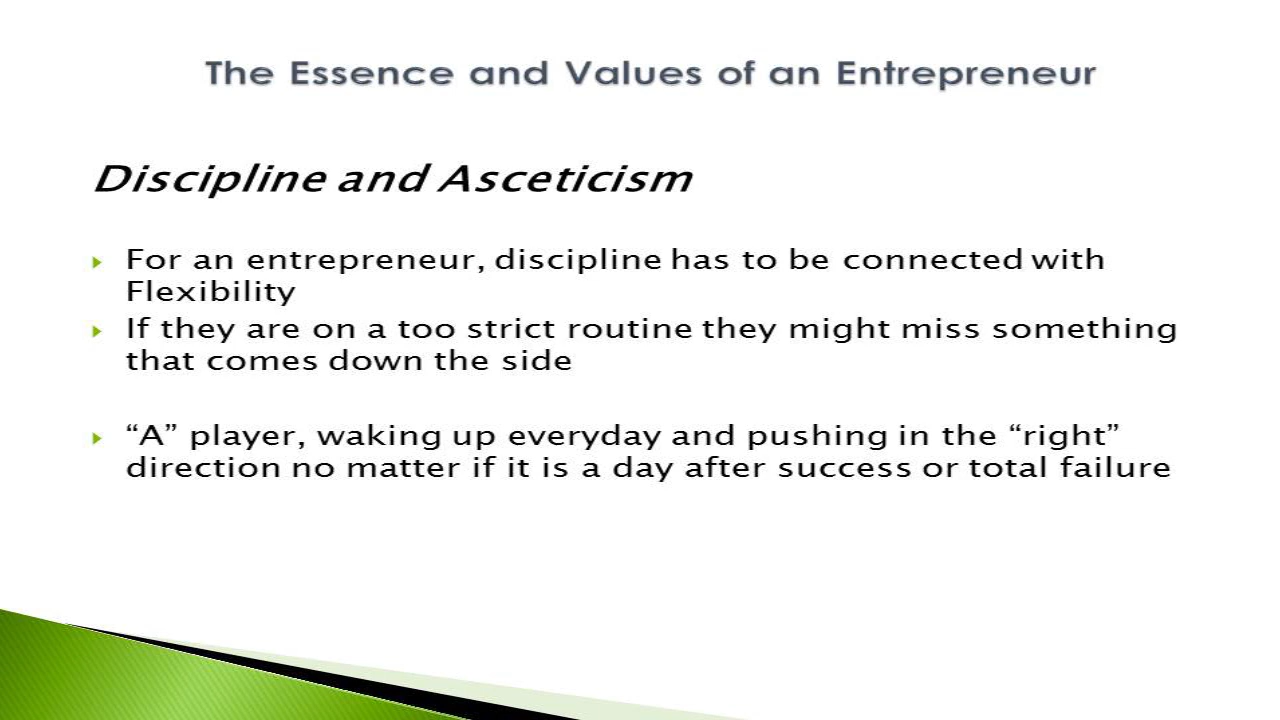 The Essence and Values of an Entrepreneur
Discipline and Asceticism
For an entrepreneur, discipline has to be connected with
Flexibility
If they are on a too strict routine they might miss something
that comes down the side
“A” player, waking up everyday and pushing in the “right”
direction no matter if it is a day after success or total failure